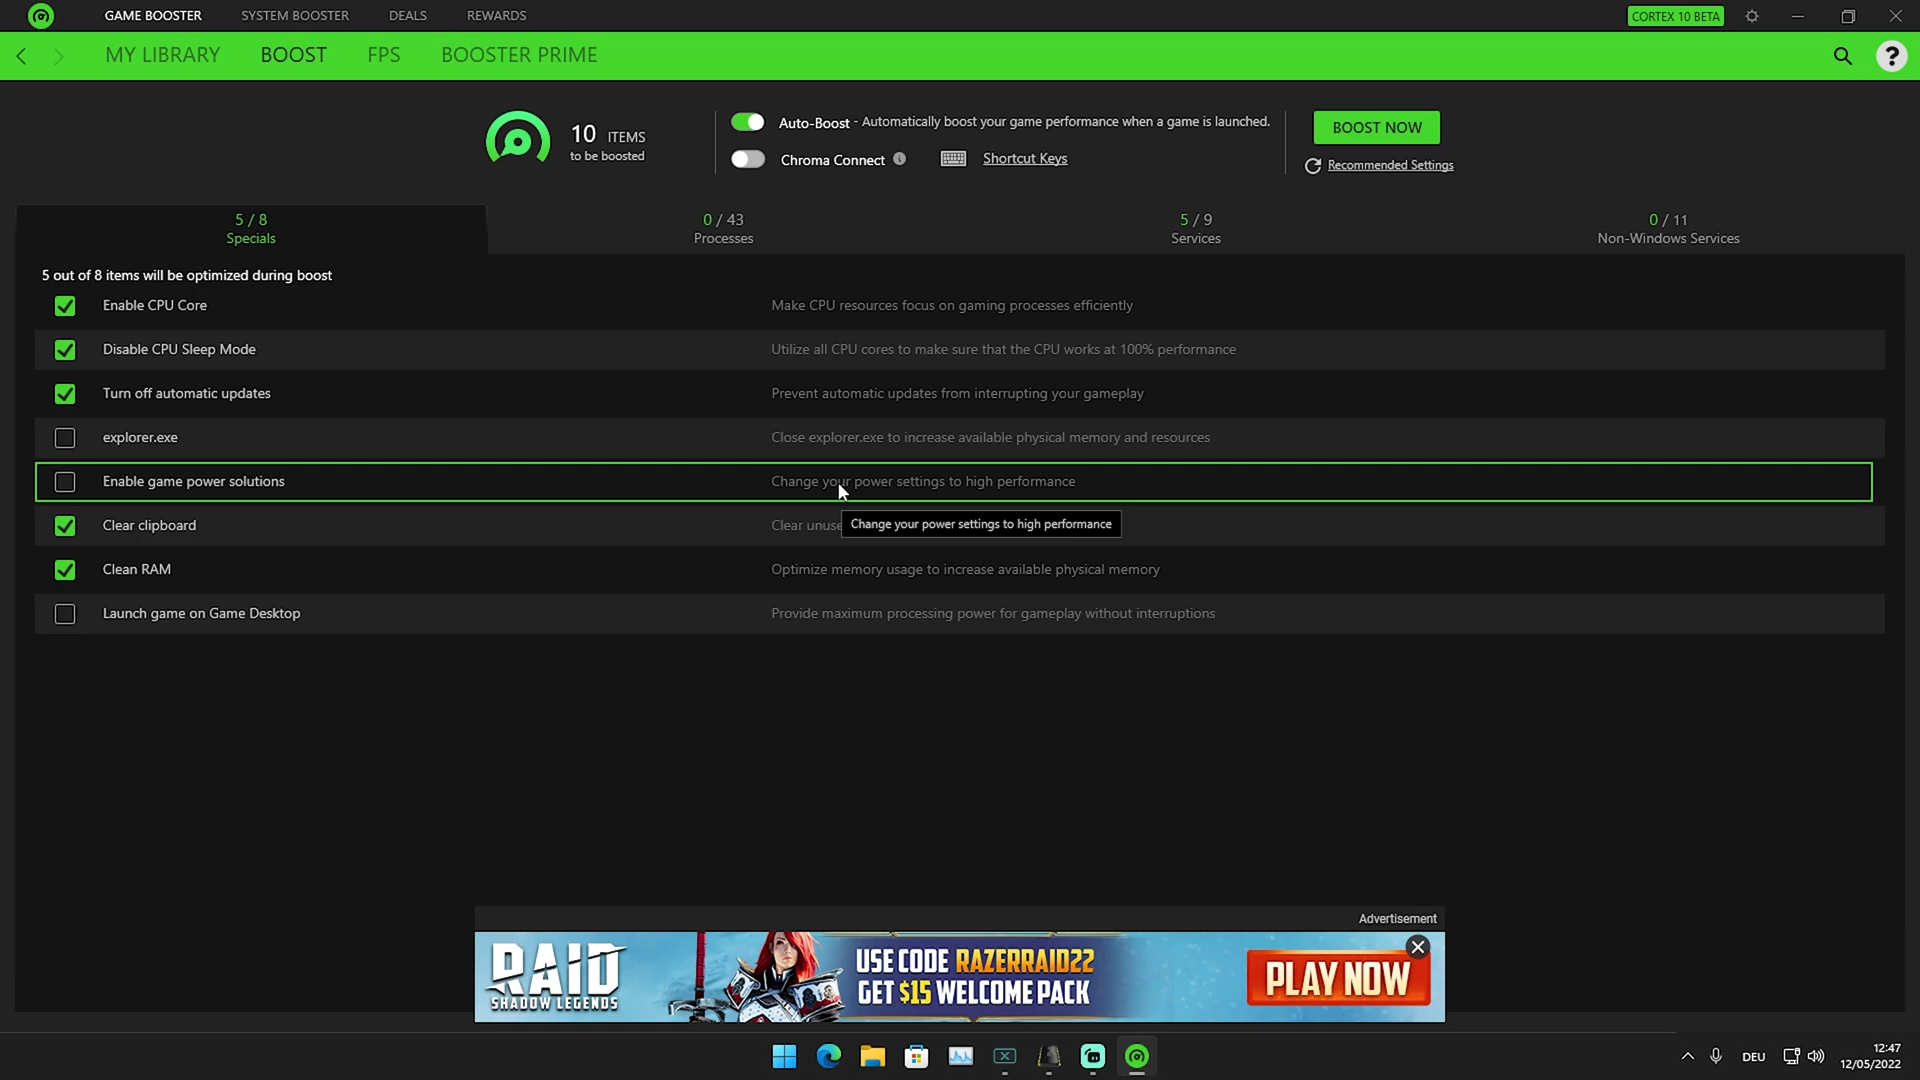 GAME BOOSTER SYSTEM BOOSTER DEALS REWARDS CORTEX 10 BETA
MY LIBRARY BOOST FPS BOOSTER PRIME ?
10 ITEMS
to be boosted
Auto-Boost - Automatically boost your game performance when a game is launched.
Chroma Connect Shortcut Keys
BOOST NOW
Recommended Settings
5 / 8
Specials
0 / 43
Processes
5 / 9
Services
0 / 11
Non-Windows Services
5 out of 8 items will be optimized during boost
Enable CPU Core Make CPU resources focus on gaming processes efficiently
Disable CPU Sleep Mode Utilize all CPU cores to make sure that the CPU works at 100% performance
Turn off automatic updates Prevent automatic updates from interrupting your gameplay
explorer.exe Close explorer.exe to increase available physical memory and resources
Enable game power solutions Change your power settings to high performance
Clear clipboard Clear unuse
Change your power settings to high performance
Clean RAM Optimize memory usage to increase available physical memory
Launch game on Game Desktop Provide maximum processing power for gameplay without interruptions
Advertisement
RAID
SHADOW LEGENDS
USE CODE RAZERRAID22
GET $15 WELCOME PACK
PLAY NOW
DEU
12:47
12/05/2022